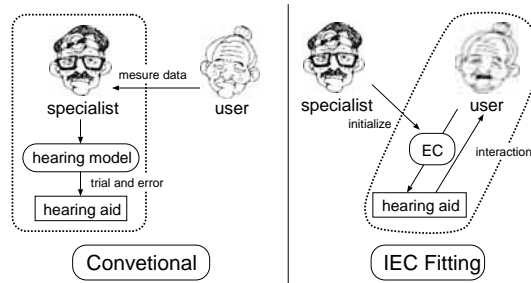 mesure data
specialist
user
hearing model
trial and error
hearing aid
Convetional
specialist
user
initialize
EC
interaction
hearing aid
IEC Fitting